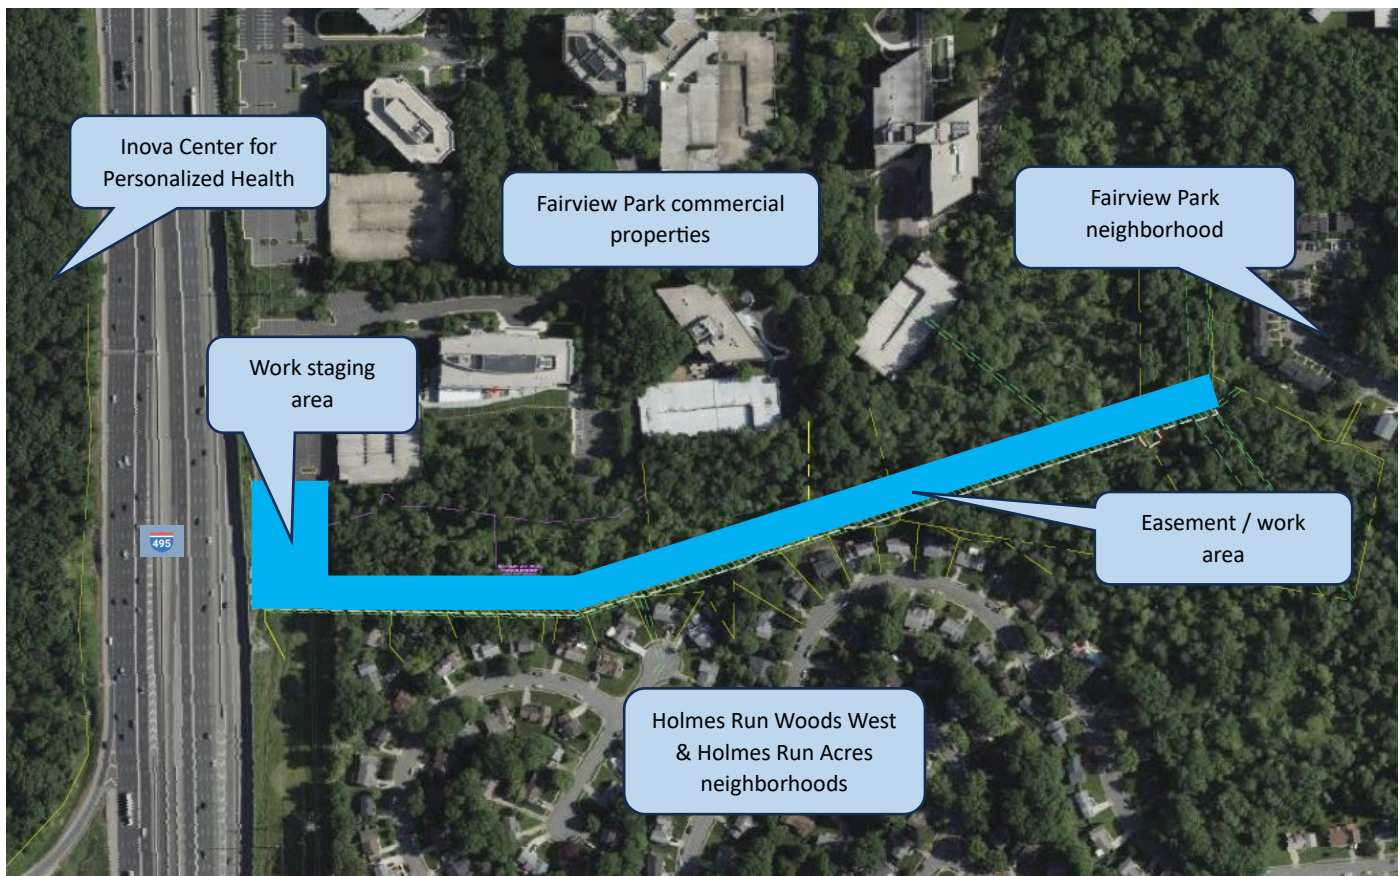 Inova Center for
Personalized Health
Fairview Park commercial
properties
Fairview Park
neighborhood
Work staging
area
495
Easement / work
area
Holmes Run Woods West
& Holmes Run Acres
neighborhoods